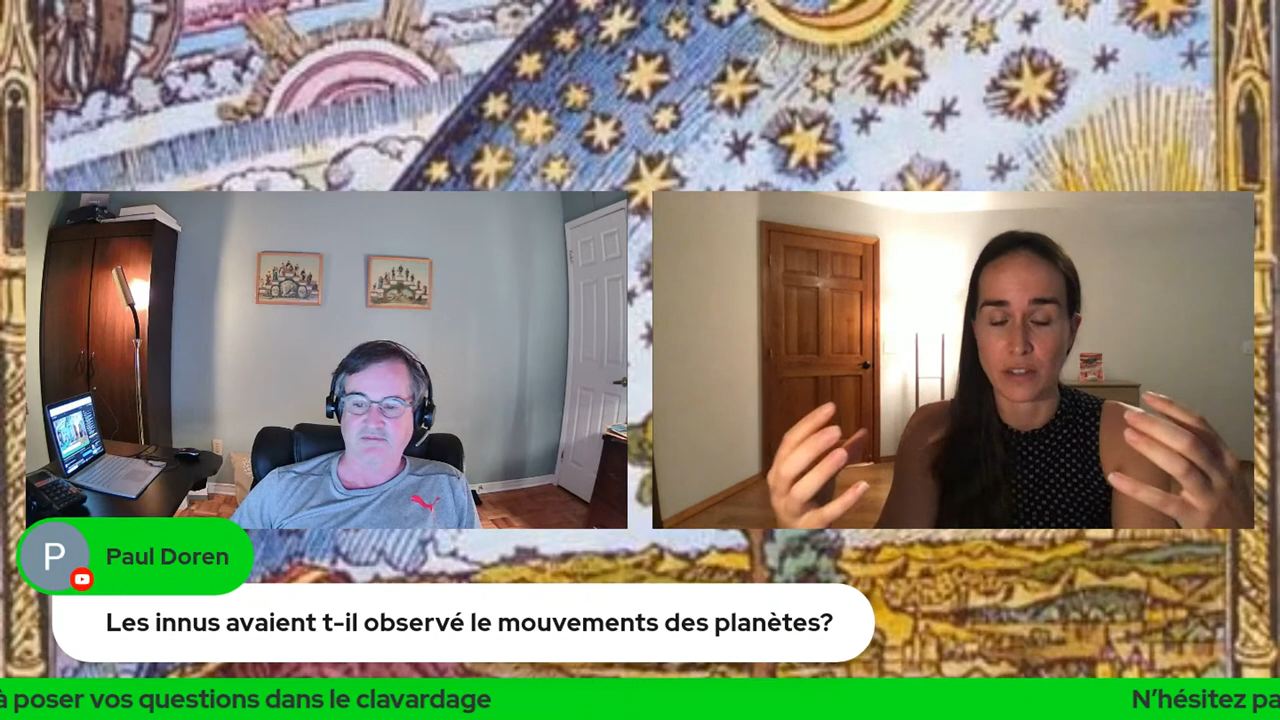 P
Paul Doren
Les innus avaient t-il observé le mouvements des planètes?
à poser vos questions dans le clavardage
N'hésitez pa